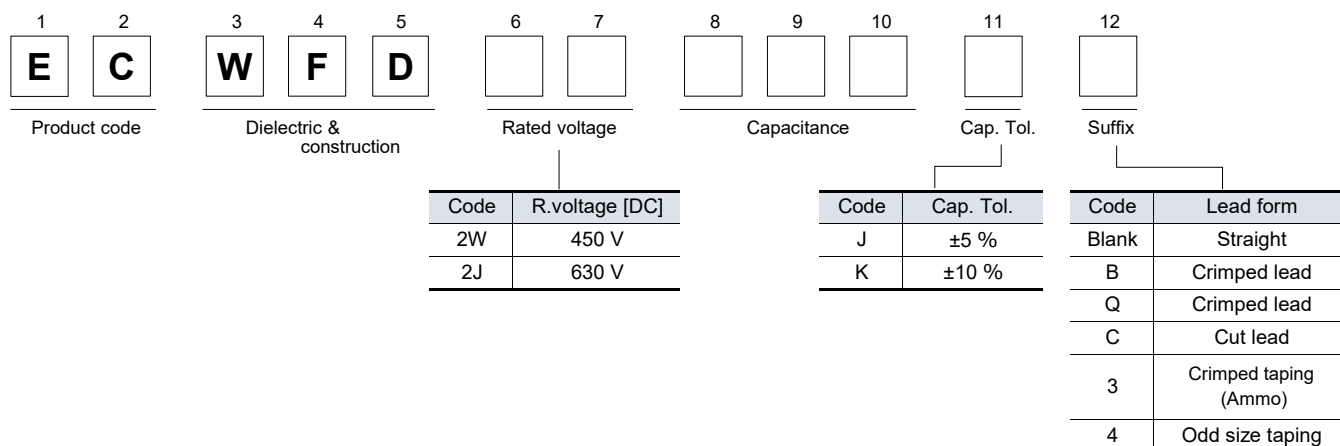 1 2 3 4 5 6 7 8 9 10 11 12
E C W F D
Product code
Dielectric &
construction
Rated voltage
Capacitance
Cap. Tol.
Suffix
Code R.voltage [DC]
2W 450 V
2J 630 V
Code Cap. Tol.
J ±5 %
K ±10 %
Code Lead form
Blank Straight
B Crimped lead
Q Crimped lead
C Cut lead
3 Crimped taping
(Ammo)
4 Odd size taping